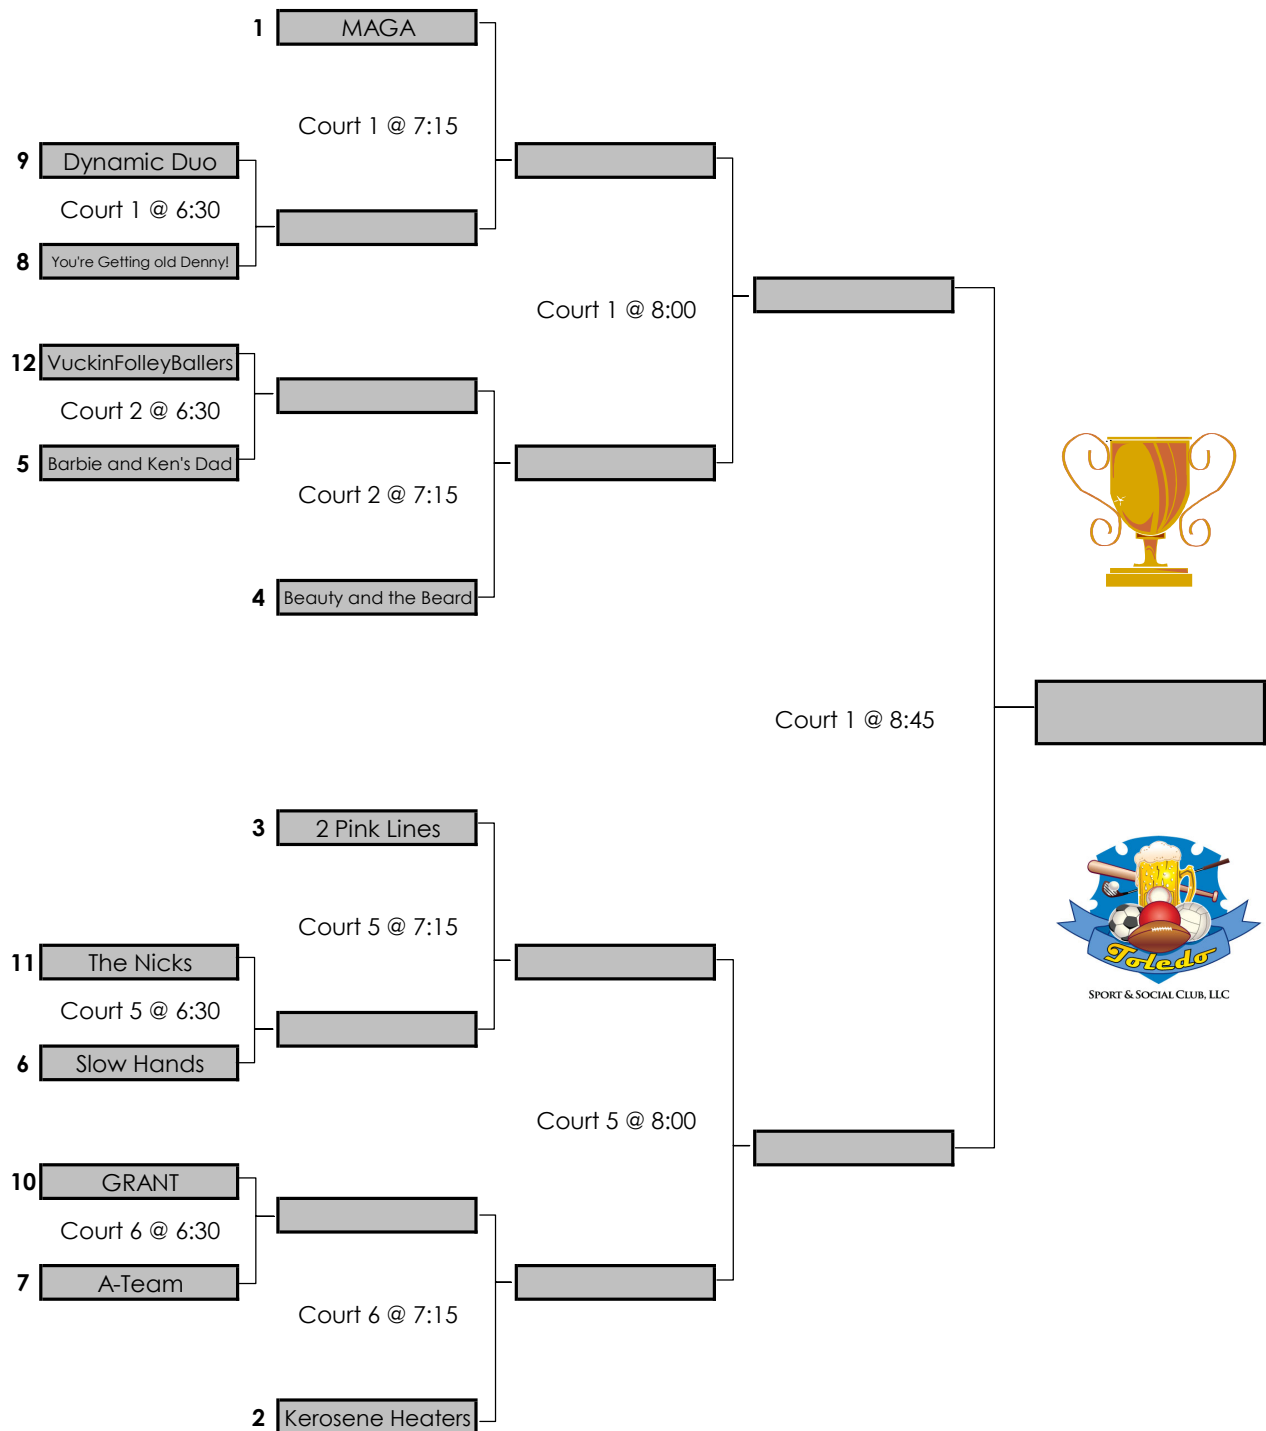 1 MAGA
Court 1 @ 7:15
9 Dynamic Duo
Court 1 @ 6:30
8 You're Getting old Denny!
Court 1 @ 8:00
12 VuckinFolleyBallers
Court 2 @ 6:30
5 Barbie and Ken's Dad
Court 2 @ 7:15
4 Beauty and the Beard
Court 1 @ 8:45
3 2 Pink Lines
Court 5 @ 7:15
11 The Nicks
Court 5 @ 6:30
6 Slow Hands
Toledo
SPORT & SOCIAL CLUB, LLC
Court 5 @ 8:00
10 GRANT
Court 6 @ 6:30
7 A-Team
Court 6 @ 7:15
2 Kerosene Heaters